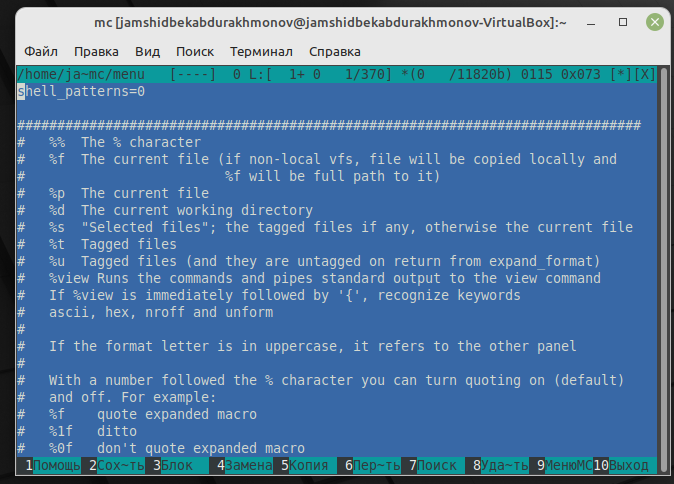 mc [jamshidbekabdurakhmonov@jamshidbekabdurakhmonov-VirtualBox]:~
Файл Правка Вид Поиск Терминал Справка
/home/ja~mc/menu [----] 0 L:[ 1+ 0 1/370] *(0 /11820b) 0115 0x073 [*][X]
shell_patterns=0
##############################################################################
# %% The % character
# %f The current file (if non-local vfs, file will be copied locally and
# %f will be full path to it)
# %p The current file
# %d The current working directory
# %s "Selected files"; the tagged files if any, otherwise the current file
# %t Tagged files
# %u Tagged files (and they are untagged on return from expand_format)
# %view Runs the commands and pipes standard output to the view command
# If %view is immediately followed by '{', recognize keywords
# ascii, hex, nroff and unform
#
# If the format letter is in uppercase, it refers to the other panel
#
# With a number followed the % character you can turn quoting on (default)
# and off. For example:
# %f quote expanded macro
# %1f ditto
# %0f don't quote expanded macro
1Помощь 2Сох~ть 3Блок 4Замена 5Копия 6Пер~ть 7Поиск 8Уда~ть 9МенюMC 10Выход